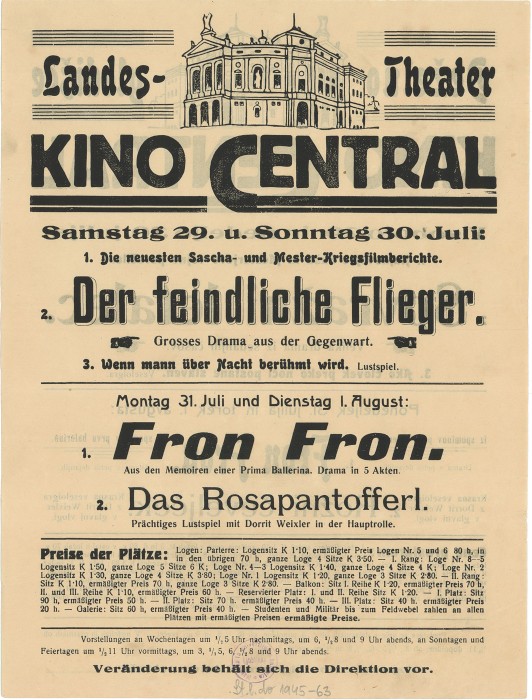 Landes- Theater
KINO CENTRAL
Samstag 29. u. Sonntag 30. Juli:
1. Die neuesten Sascha- und Mester-Kriegsfilmberichte.
2. Der feindliche Flieger.
Grosses Drama aus der Gegenwart.
3. Wenn mann über Nacht berühmt wird. Lustspiel.
Montag 31. Juli und Dienstag 1. August:
1. Fron Fron.
Aus den Memoiren einer Prima Ballerina. Drama in 5 Akten.
2. Das Rosapantofferl.
Prächtiges Lustspiel mit Dorrit Weixler in der Hauptrolle.
Preise der Plätze: Logen: Parterre: Logensitz K 1·10, ermäßigter Preis Logen Nr. 5 und 6 80 h, in
in den übrigen 70 h, ganze Loge 4 Sitze K 3·50. — I. Rang: Loge Nr. 8—5
Logensitz K 1·50, ganze Loge 5 Sitze 6 K; Loge Nr. 4—3 Logensitz K 1·40, ganze Loge 4 Sitze 4 K; Loge Nr. 2
Logensitz K 1·30, ganze Loge 4 Sitze K 3·80; Loge Nr. 1 Logensitz K 1·20, ganze Loge 3 Sitze K 2·80. — II. Rang:
Sitz K 1·10, ermäßigter Preis 70 h, ganze Loge 3 Sitze K 2·80. — Balkon: Sitz I. Reihe K 1·20, ermäßigter Preis 70 h,
II. und III. Reihe K 1·10, ermäßigter Preis 60 h. — Reservierter Platz: I. und II. Reihe Sitz K 1·20. — I. Platz: Sitz
90 h, ermäßigter Preis 50 h. — II. Platz: Sitz 70 h. ermäßigter Preis 40 h. — III. Platz: Sitz 40 h. ermäßigter Preis
20 h. — Galerie: Sitz 60 h, ermäßigter Preis 40 h. — Studenten und Militär bis zum Feldwebel zahlen an allen
Plätzen mit ermäßigten Preisen ermäßigte Preise.
Vorstellungen an Wochentagen um ½5 Uhr nachmittags, um 6, ½8 und 9 Uhr abends, an Sonntagen und
Feiertagen um ½11 Uhr vormittags, um 3, ½5, 6, ½8 und 9 Uhr abends.
Veränderung behält sich die Direktion vor.
1945-63